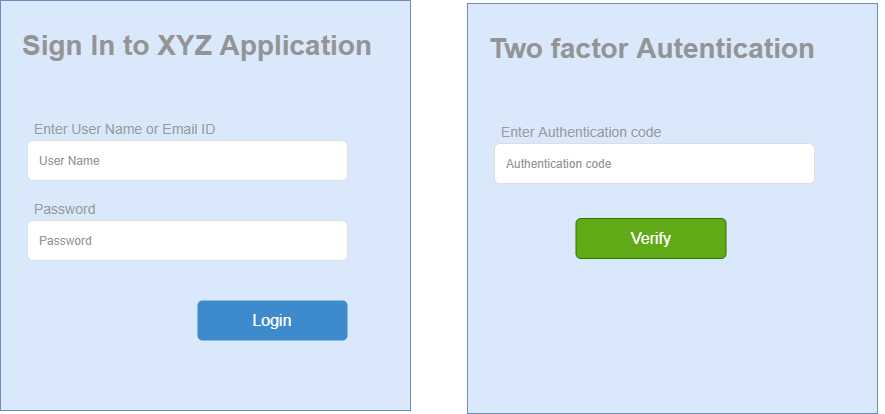 Sign In to XYZ Application
Enter User Name or Email ID
User Name
Password
Password
Login
Two factor Autentication
Enter Authentication code
Authentication code
Verify